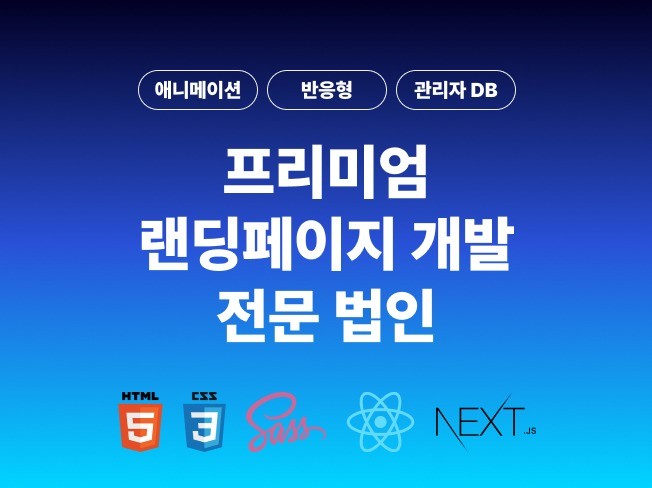 애니메이션 반응형 관리자 DB
프리미엄
랜딩페이지 개발
전문 법인
HTML CSS
5 3 Sass NEXT.JS